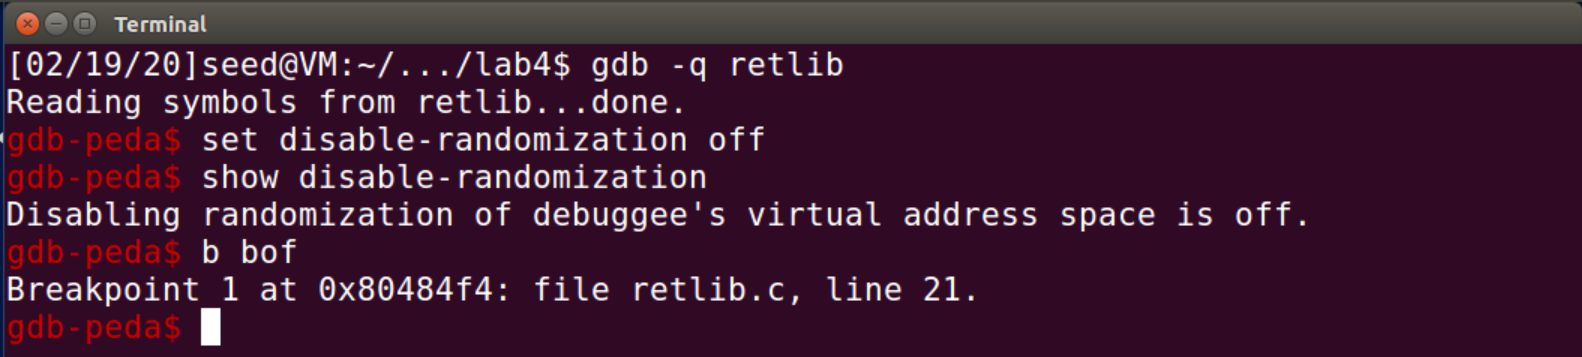 Terminal
[02/19/20]seed@VM:~/.../lab4$ gdb -q retlib
Reading symbols from retlib...done.
gdb-peda$ set disable-randomization off
gdb-peda$ show disable-randomization
Disabling randomization of debuggee's virtual address space is off.
gdb-peda$ b bof
Breakpoint 1 at 0x80484f4: file retlib.c, line 21.
gdb-peda$